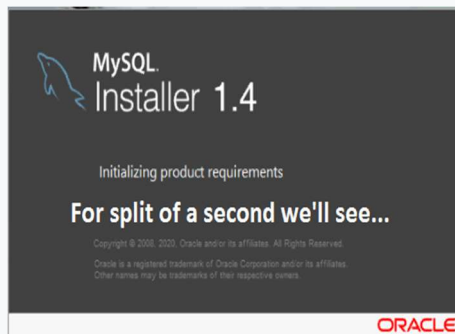 MySQL.
Installer 1.4
Initializing product requirements
For split of a second we'll see...
Copyright © 2006, 2020, Oracle and/or its affiliates. All Rights Reserved.
Oracle is a registered trademark of Oracle Corporation and/or its affiliates.
Other names may be trademarks of their respective owners.
ORACLE